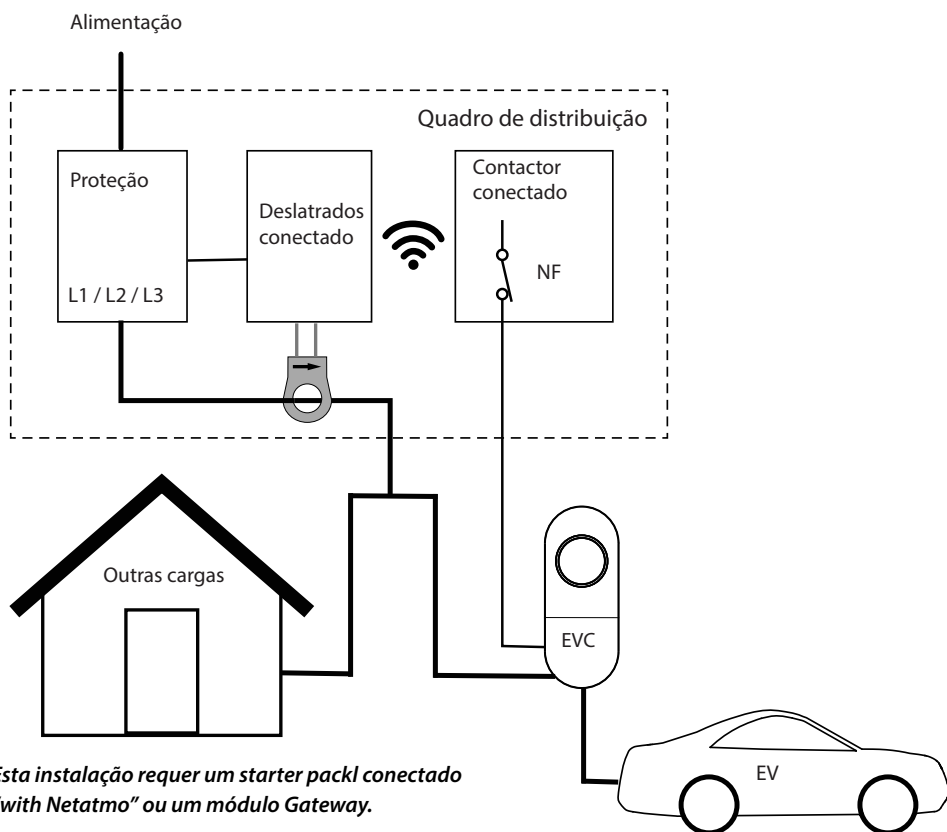 Alimentação
Quadro de distribuição
Proteção
L1 / L2 / L3
Deslatrados
conectado
Contactor
conectado
NF
Outras cargas
EVC
EV
Esta instalação requer um starter packl conectado
"with Netatmo” ou um módulo Gateway.